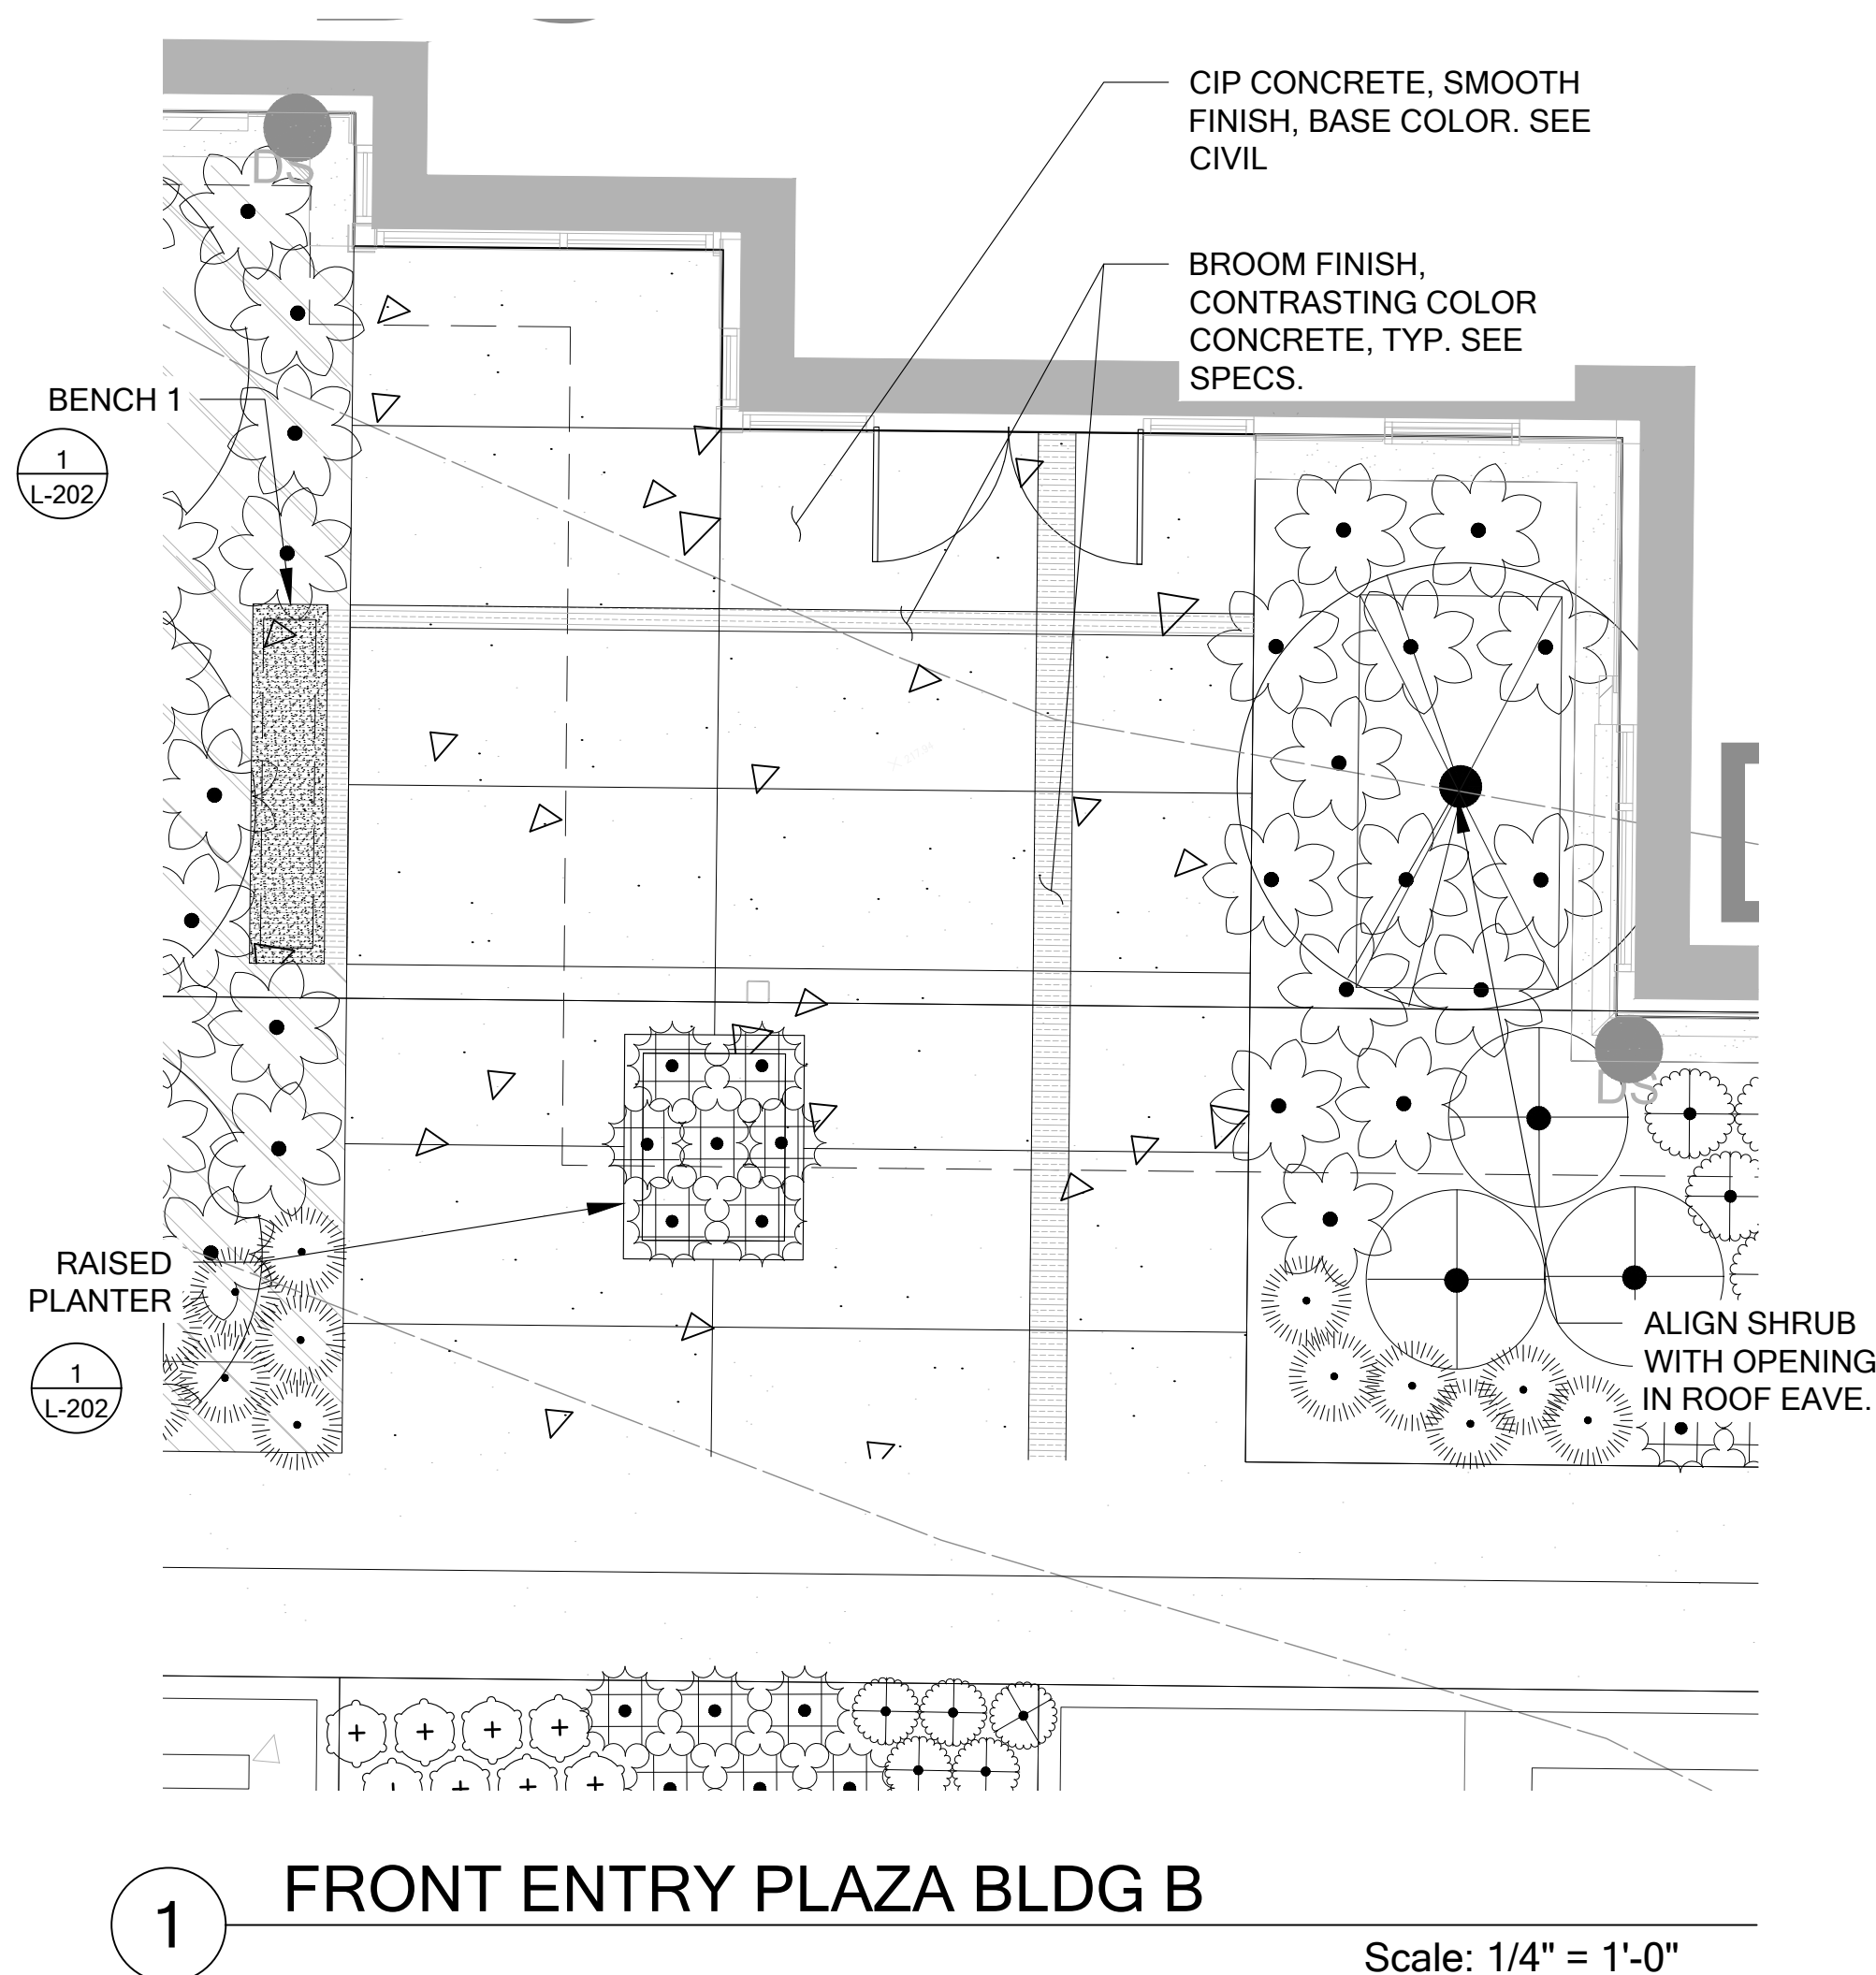 CIP CONCRETE, SMOOTH
FINISH, BASE COLOR. SEE
CIVIL
DS
BROOM FINISH,
CONTRASTING COLOR
CONCRETE, TYP. SEE
SPECS.
BENCH 1
1
L-202
DS
RAISED
PLANTER
1
L-202
ALIGN SHRUB
WITH OPENING
IN ROOF EAVE.
1
FRONT ENTRY PLAZA BLDG B
Scale: 1/4" = 1'-0"